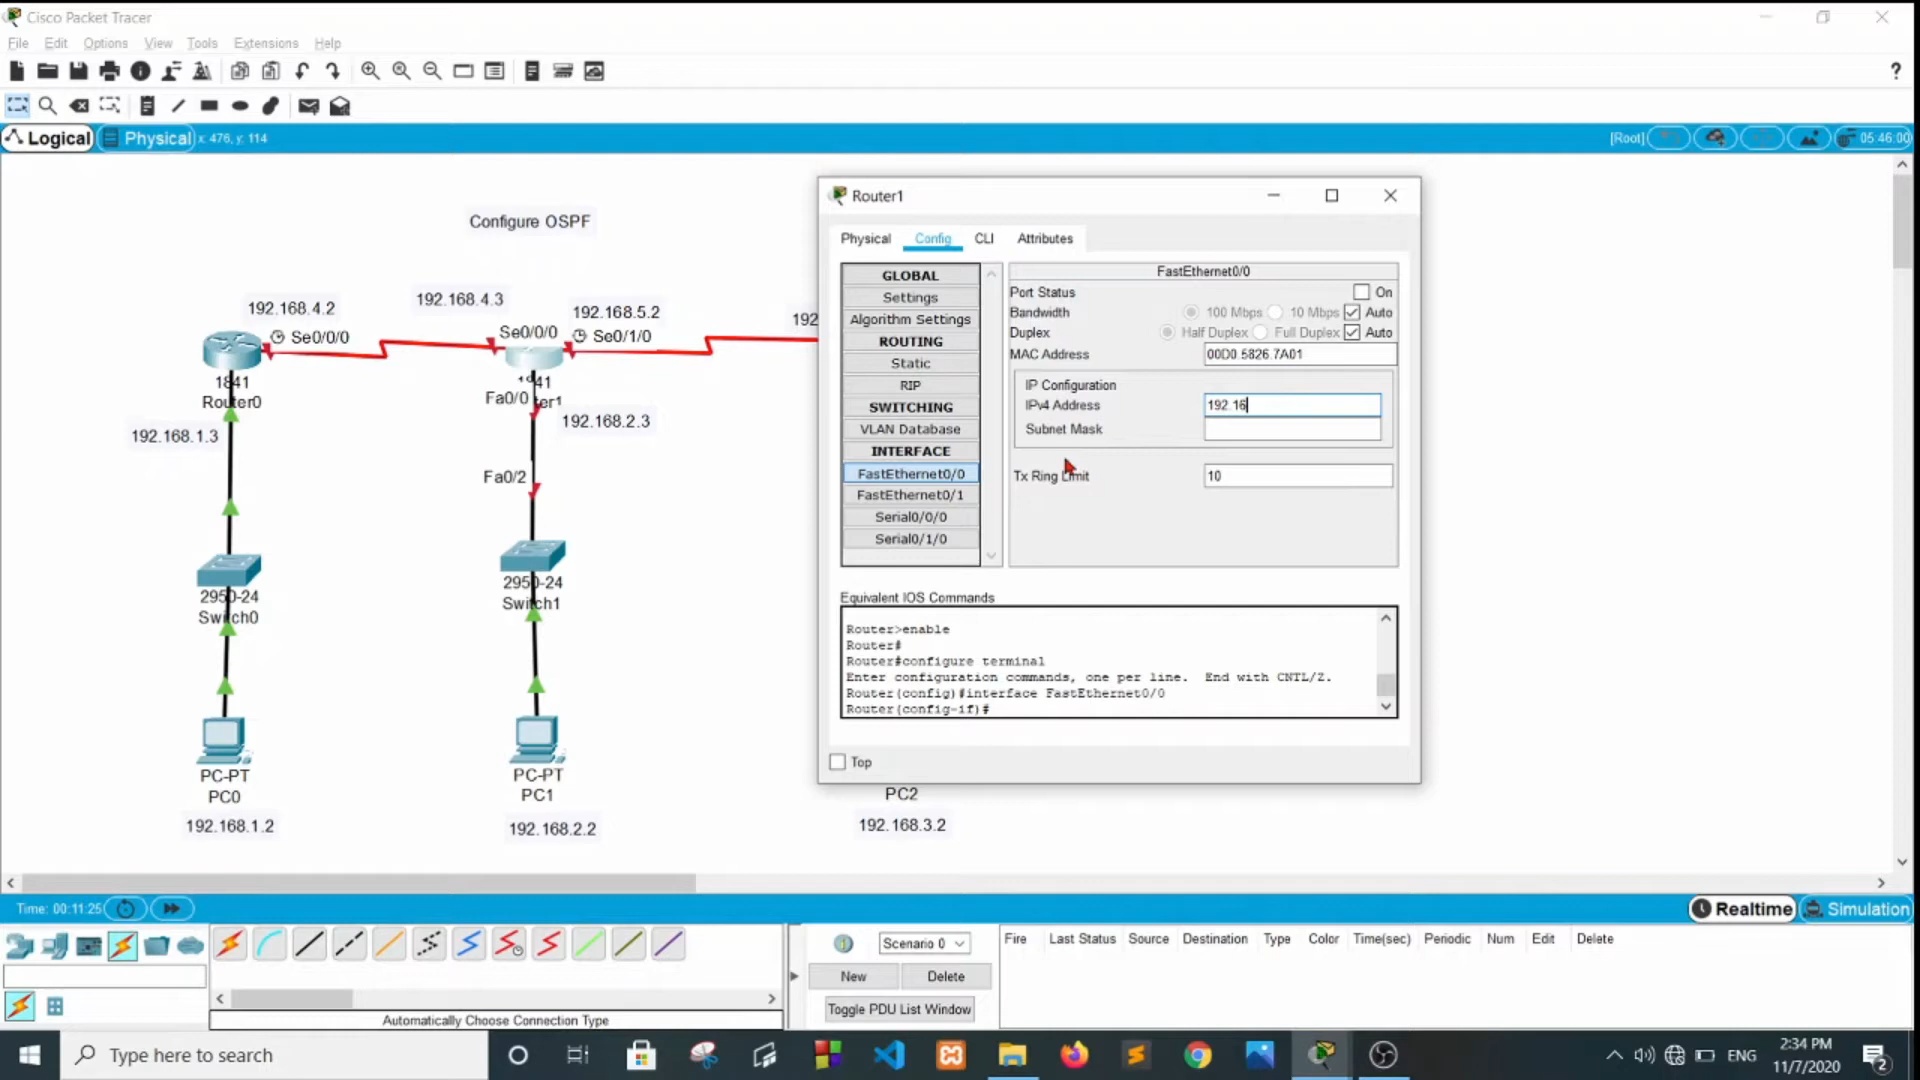 Cisco Packet Tracer
File Edit Options View Tools Extensions Help
?
Logical Physical x: 476, y: 114 [Root] 05:46:00
Configure OSPF
192.168.4.2
192.168.4.3
192.168.5.2
192
Se0/0/0
Se0/0/0
Se0/1/0
1841
Router0
Fa0/0
192.168.2.3
192.168.1.3
Fa0/2
2950-24
Switch0
2950-24
Switch1
PC-PT
PC0
192.168.1.2
PC-PT
PC1
192.168.2.2
PC2
192.168.3.2
Router1
Physical Config CLI Attributes
GLOBAL
Settings
Algorithm Settings
ROUTING
Static
RIP
SWITCHING
VLAN Database
INTERFACE
FastEthernet0/0
FastEthernet0/1
Serial0/0/0
Serial0/1/0
FastEthernet0/0
Port Status On
Bandwidth 100 Mbps 10 Mbps Auto
Duplex Half Duplex Full Duplex Auto
MAC Address 00D0.5826.7A01
IP Configuration
IPv4 Address 192.16
Subnet Mask
Tx Ring Limit 10
Equivalent IOS Commands
Router>enable
Router#
Router#configure terminal
Enter configuration commands, one per line. End with CNTL/Z.
Router(config)#interface FastEthernet0/0
Router(config-if)#
Top
Time: 00:11:25 Realtime Simulation
Scenario 0
New Delete
Toggle PDU List Window
Fire Last Status Source Destination Type Color Time(sec) Periodic Num Edit Delete
Automatically Choose Connection Type
Type here to search
ENG
2:34 PM
11/7/2020
2